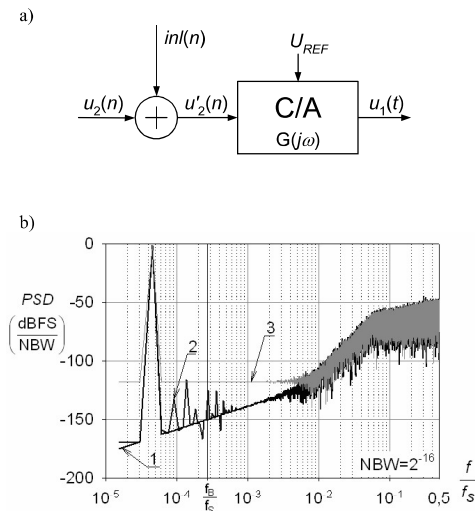 a)
inl(n)
U_REF
u₂(n)
u'₂(n)
C/A
G(jω)
u₁(t)
b)
PSD
(dBFS/NBW)
0
-50
-100
-150
-200
2
3
1
NBW=2⁻¹⁶
10⁻⁵
10⁻⁴
f_B/f_S
10⁻³
10⁻²
10⁻¹
0,5
f/f_s